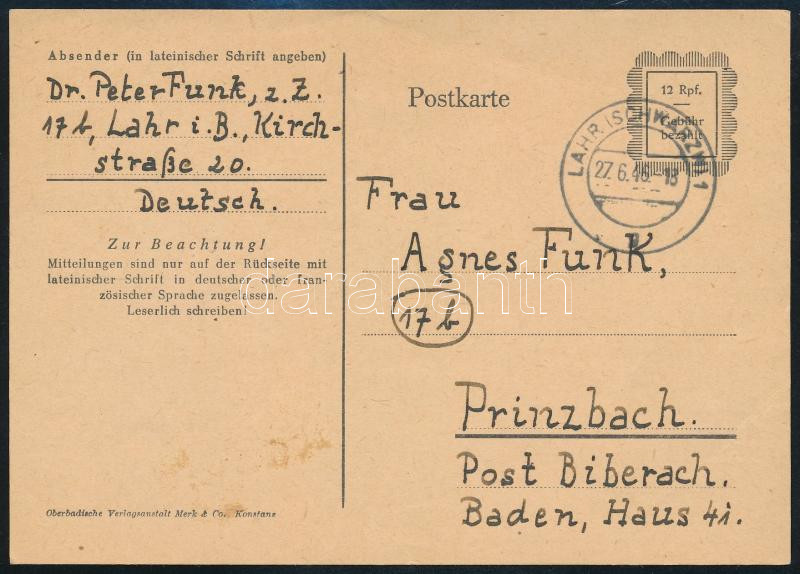 Absender (in lateinischer Schrift angeben)
Dr. Peter Funk, z. Z.
17 b, Lahr i. B., Kirch-
straße 20.
Deutsch.
Zur Beachtung!
Mitteilungen sind nur auf der Rückseite mit
lateinischer Schrift in deutscher oder fran-
zösischer Sprache zugelassen.
Leserlich schreiben!
Oberbadische Verlagsanstalt Merk & Co., Konstanz
Postkarte
12 Rpf.
Gebühr
bezahlt
LAHR (SCHWARZW) 1
27.6.46.-18
Frau
Agnes Funk,
17 b
Prinzbach.
Post Biberach.
Baden, Haus 41.
darabanth